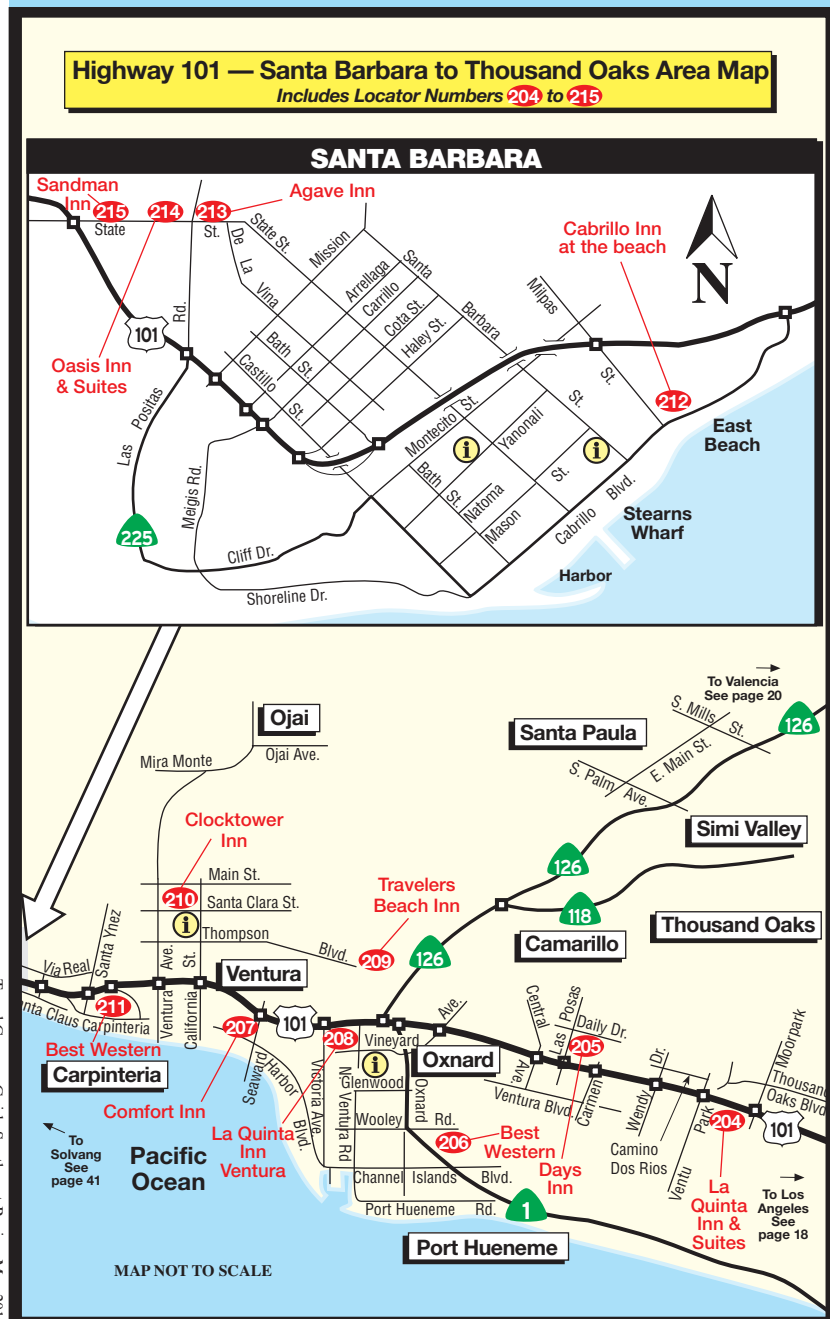 Highway 101 — Santa Barbara to Thousand Oaks Area Map
Includes Locator Numbers 204 to 215
SANTA BARBARA
Sandman
Inn
215
214
213
Agave Inn
State
St.
State St.
De
La
Vina
Mission
Arrellaga
Carrillo
Cota St.
Haley St.
Santa
Barbara
St.
Milpas
St.
Cabrillo Inn
at the beach
N
101
Rd.
Oasis Inn
& Suites
Bath
St.
Castillo
St.
212
East
Beach
Las
Positas
Meigis Rd.
Montecito
St.
Yanonali
St.
i
i
Bath
St.
Natoma
Mason
Cabrillo
Blvd.
Stearns
Wharf
225
Cliff Dr.
Harbor
Shoreline Dr.
To Valencia
See page 20
Ojai
Ojai Ave.
Mira Monte
S. Mills
St.
126
Santa Paula
E. Main St.
S. Palm
Ave.
Simi Valley
Clocktower
Inn
Main St.
210
Santa Clara St.
i
Thompson
Blvd.
Travelers
Beach Inn
209
126
126
118
Camarillo
Thousand Oaks
Via Real
Santa Ynez
Ave.
St.
Ventura
Ventura
California
211
Carpinteria
Best Western
Carpinteria
207
Comfort Inn
Seaward
Harbor
Blvd.
101
208
La Quinta
Inn
Ventura
Victoria Ave.
N. Ventura Rd
Vineyard
Ave.
i
Glenwood
Oxnard
Oxnard
Wooley
Rd.
206
Best
Western
Channel
Islands
Blvd.
Port Hueneme
Rd.
1
Port Hueneme
Central
Ave.
Las Posas
Daily Dr.
205
Days
Inn
Ventura Blvd.
Carmen
Wendy
Dr.
Camino
Dos Rios
Ventu
Park
204
La
Quinta
Inn &
Suites
Moorpark
Thousand
Oaks Blvd.
101
To Los
Angeles
See
page 18
To
Solvang
See
page 41
Pacific
Ocean
MAP NOT TO SCALE